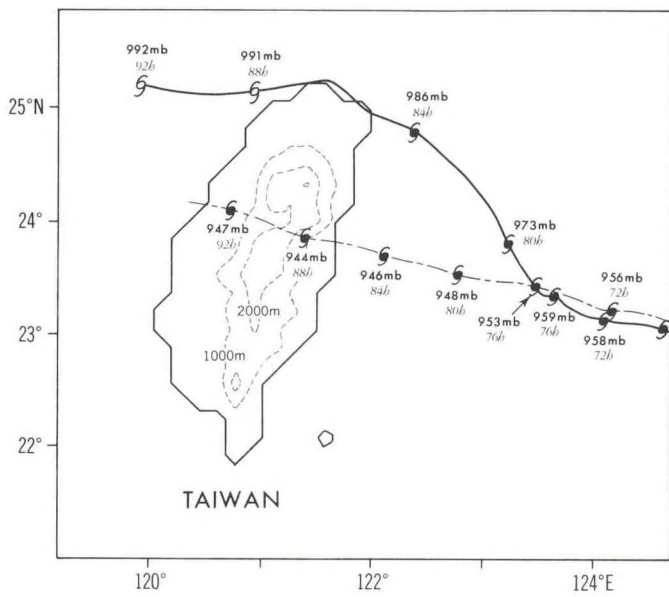 992mb
92h
991mb
88h
25°N
986mb
84h
24°
973mb
80h
947mb
92h
944mb
88h
946mb
84h
948mb
80h
956mb
72h
953mb
76h
959mb
76h
958mb
72h
23°
2000m
1000m
22°
TAIWAN
120°
122°
124°E